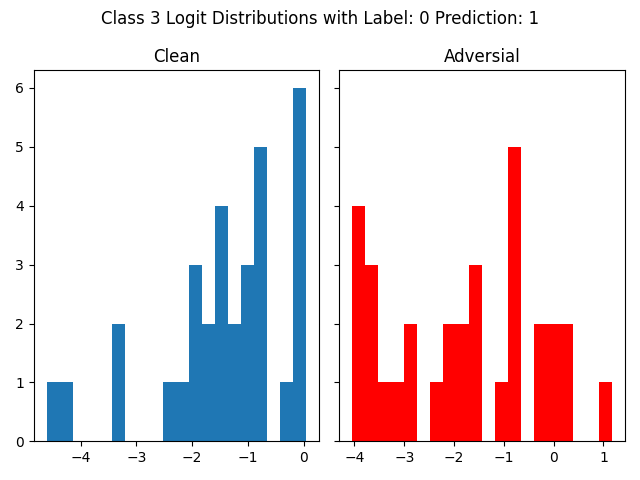 Class 3 Logit Distributions with Label: 0 Prediction: 1
Clean
Adversial
6
5
4
3
2
1
0
−4 −3 −2 −1 0
−4 −3 −2 −1 0 1